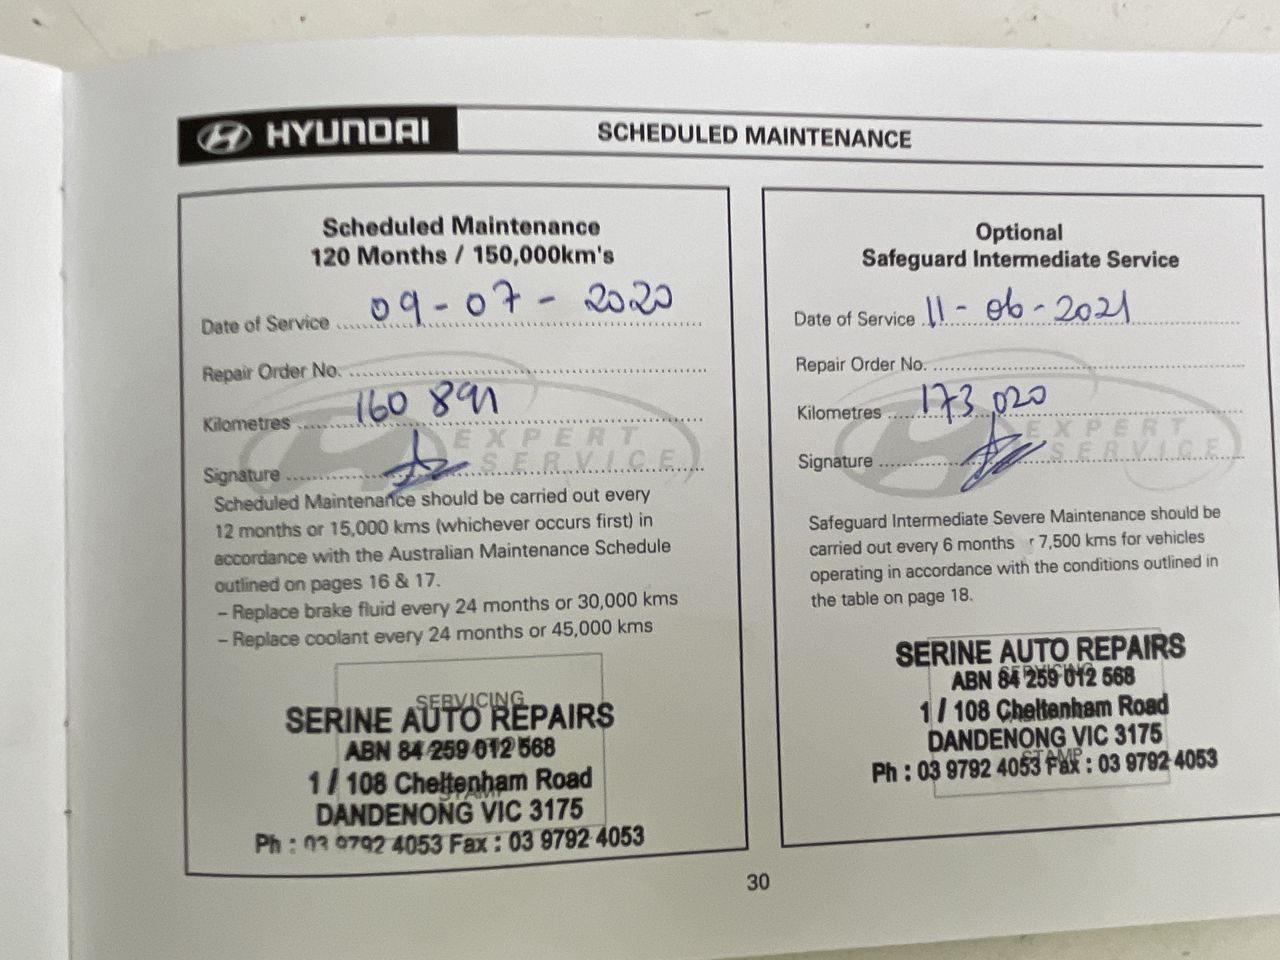 HYUNDAI
SCHEDULED MAINTENANCE
Scheduled Maintenance
120 Months / 150,000km's
Date of Service 09-07-2020
Repair Order No.
Kilometres 160 891
Signature
EXPERT
SERVICE
Scheduled Maintenance should be carried out every
12 months or 15,000 kms (whichever occurs first) in
accordance with the Australian Maintenance Schedule
outlined on pages 16 & 17.
– Replace brake fluid every 24 months or 30,000 kms
– Replace coolant every 24 months or 45,000 kms
SERVICING
SERINE AUTO REPAIRS
ABN 84 259 012 568
1 / 108 Cheltenham Road
STAMP
DANDENONG VIC 3175
Ph : 03 9792 4053 Fax : 03 9792 4053
Optional
Safeguard Intermediate Service
Date of Service 11-06-2021
Repair Order No.
Kilometres 173 020
Signature
EXPERT
SERVICE
Safeguard Intermediate Severe Maintenance should be
carried out every 6 months r 7,500 kms for vehicles
operating in accordance with the conditions outlined in
the table on page 18.
SERINE AUTO REPAIRS
SERVICING
ABN 84 259 012 568
1 / 108 Cheltenham Road
DANDENONG VIC 3175
STAMP
Ph : 03 9792 4053 Fax : 03 9792 4053
30